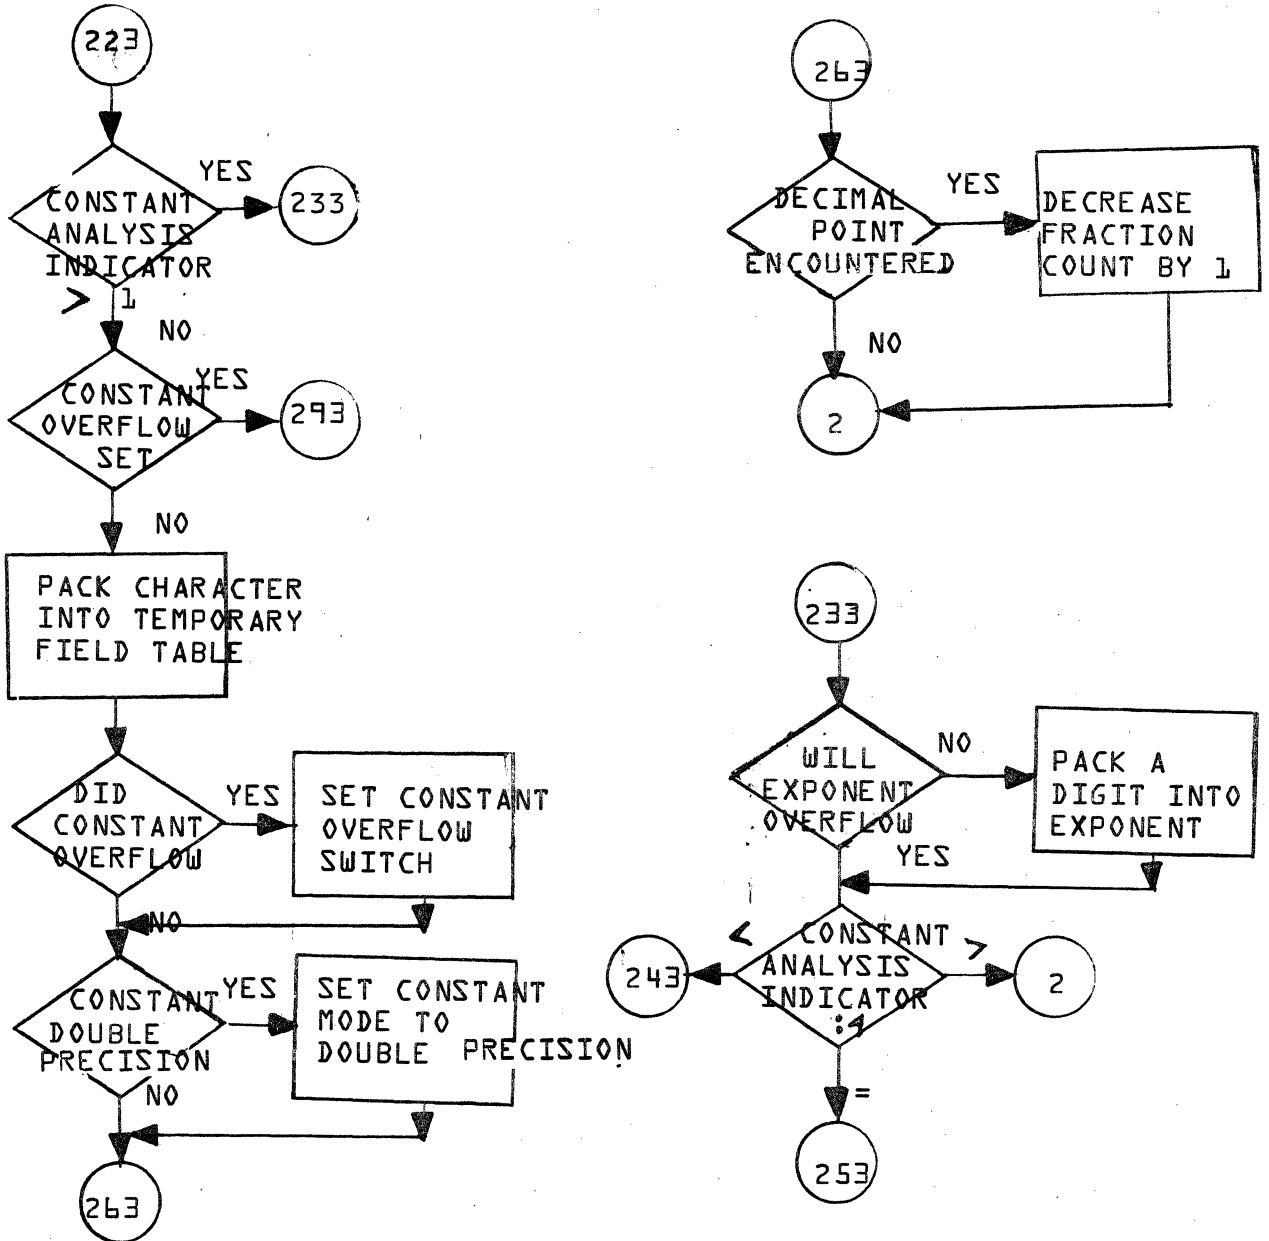 223
YES
CONSTANT
ANALYSIS
INDICATOR
> 1
233
NO
YES
CONSTANT
OVERFLOW
SET
293
NO
PACK CHARACTER
INTO TEMPORARY
FIELD TABLE
DID
CONSTANT
OVERFLOW
YES
SET CONSTANT
OVERFLOW
SWITCH
NO
CONSTANT
DOUBLE
PRECISION
YES
SET CONSTANT
MODE TO
DOUBLE PRECISION
NO
263
263
DECIMAL
POINT
ENCOUNTERED
YES
DECREASE
FRACTION
COUNT BY 1
NO
2
233
WILL
EXPONENT
OVERFLOW
NO
PACK A
DIGIT INTO
EXPONENT
YES
<
CONSTANT
ANALYSIS
INDICATOR
>
243
2
=
253